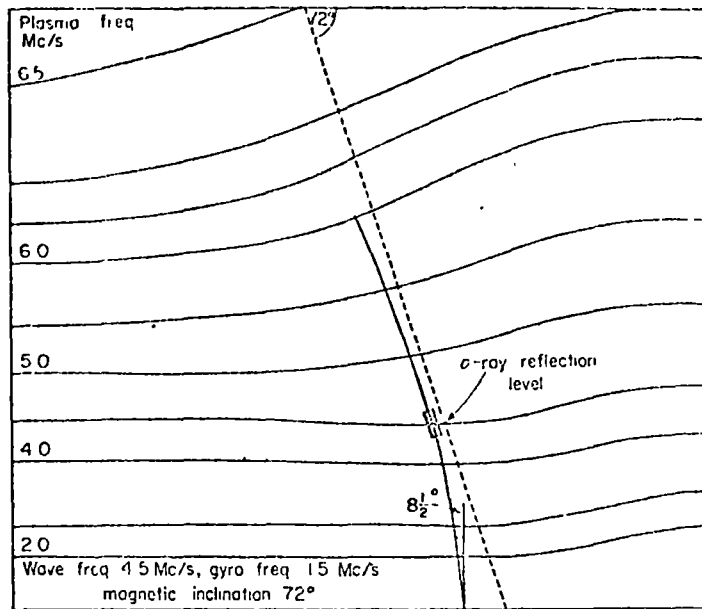 Plasma freq
Mc/s
72°
6 5
6 0
5 0
o-ray reflection
level
4 0
8½°
2 0
Wave freq 4 5 Mc/s, gyro freq 1 5 Mc/s
magnetic inclination 72°